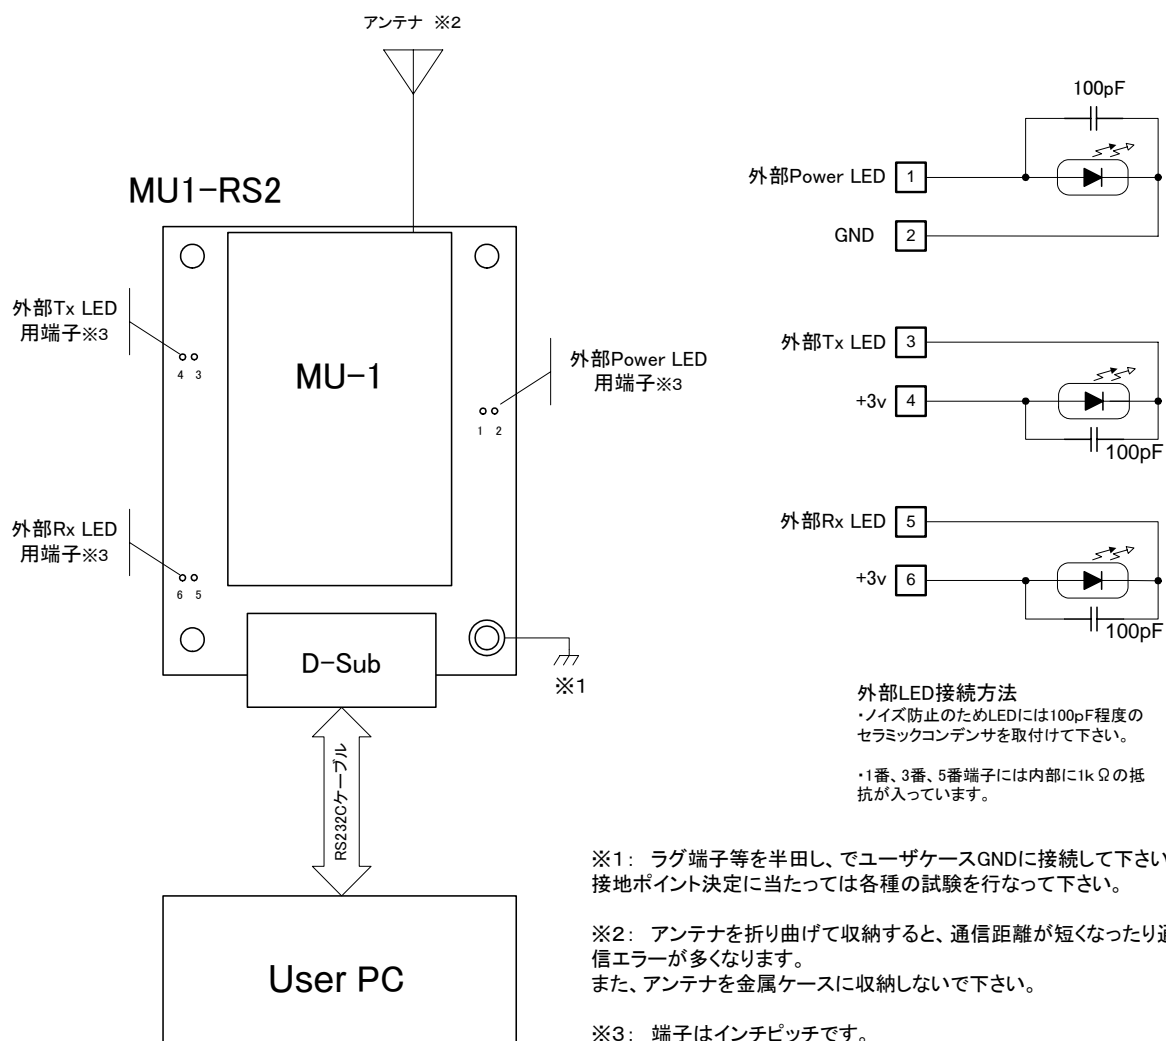 アンテナ ※2
MU1-RS2
外部Tx LED
用端子※3
4 3
MU-1
外部Power LED
用端子※3
1 2
外部Rx LED
用端子※3
6 5
D-Sub
※1
RS232Cケーブル
User PC
100pF
外部Power LED 1
GND 2
外部Tx LED 3
+3v 4
100pF
外部Rx LED 5
+3v 6
100pF
外部LED接続方法
・ノイズ防止のためLEDには100pF程度の
セラミックコンデンサを取付けて下さい。
・1番、3番、5番端子には内部に1kΩの抵
抗が入っています。
※1: ラグ端子等を半田し、でユーザケースGNDに接続して下さい
接地ポイント決定に当たっては各種の試験を行なって下さい。
※2: アンテナを折り曲げて収納すると、通信距離が短くなったり通
信エラーが多くなります。
また、アンテナを金属ケースに収納しないで下さい。
※3: 端子はインチピッチです。